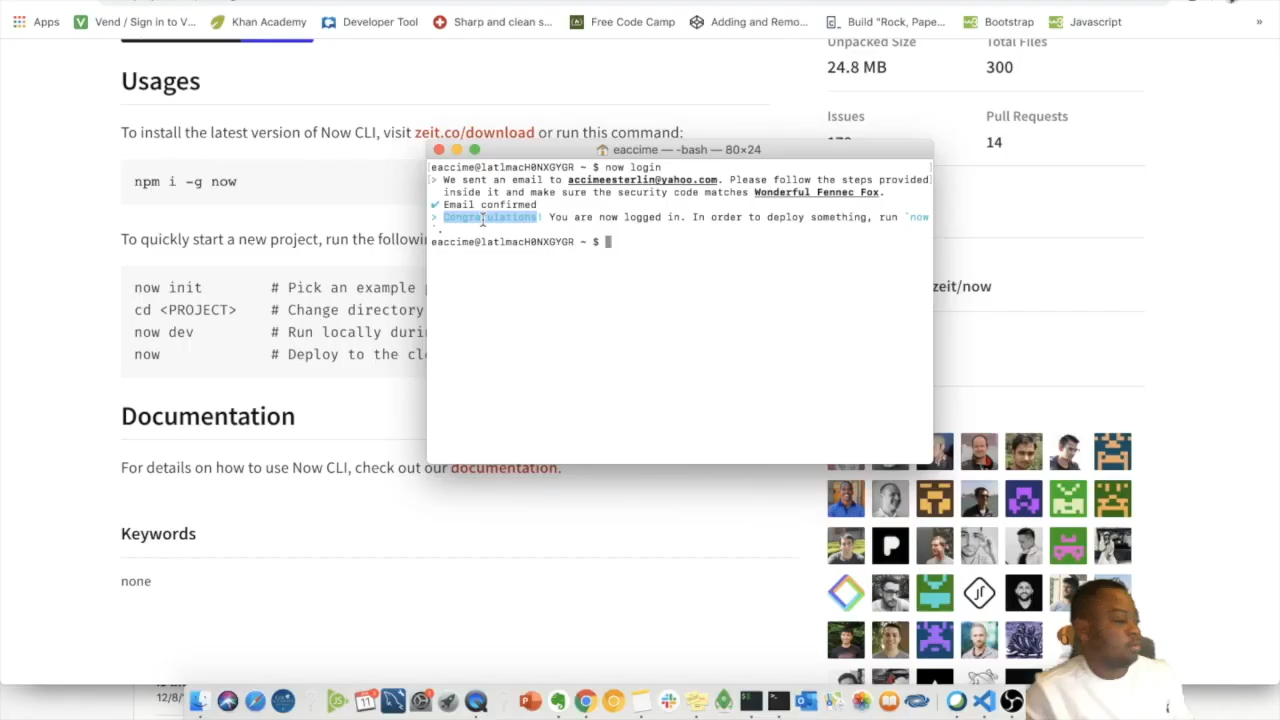 Apps
Vend / Sign in to V...
Khan Academy
Developer Tool
Sharp and clean s...
Free Code Camp
Adding and Remo...
Build "Rock, Pape...
Bootstrap
Javascript
»
Usages
To install the latest version of Now CLI, visit zeit.co/download or run this command:
npm i -g now
To quickly start a new project, run the following
now init # Pick an example
cd <PROJECT> # Change directory
now dev # Run locally
now # Deploy to the
Documentation
For details on how to use Now CLI, check out our documentation.
Keywords
none
Unpacked Size
24.8 MB
Total Files
300
Issues
Pull Requests
14
zeit/now
eaccime — -bash — 80×24
eaccime@latlmacH0NXGYGR ~ $ now login
> We sent an email to accimeesterlin@yahoo.com. Please follow the steps provided
inside it and make sure the security code matches Wonderful Fennec Fox.
✔ Email confirmed
> Congratulations! You are now logged in. In order to deploy something, run `now
`.
eaccime@latlmacH0NXGYGR ~ $
12/8/